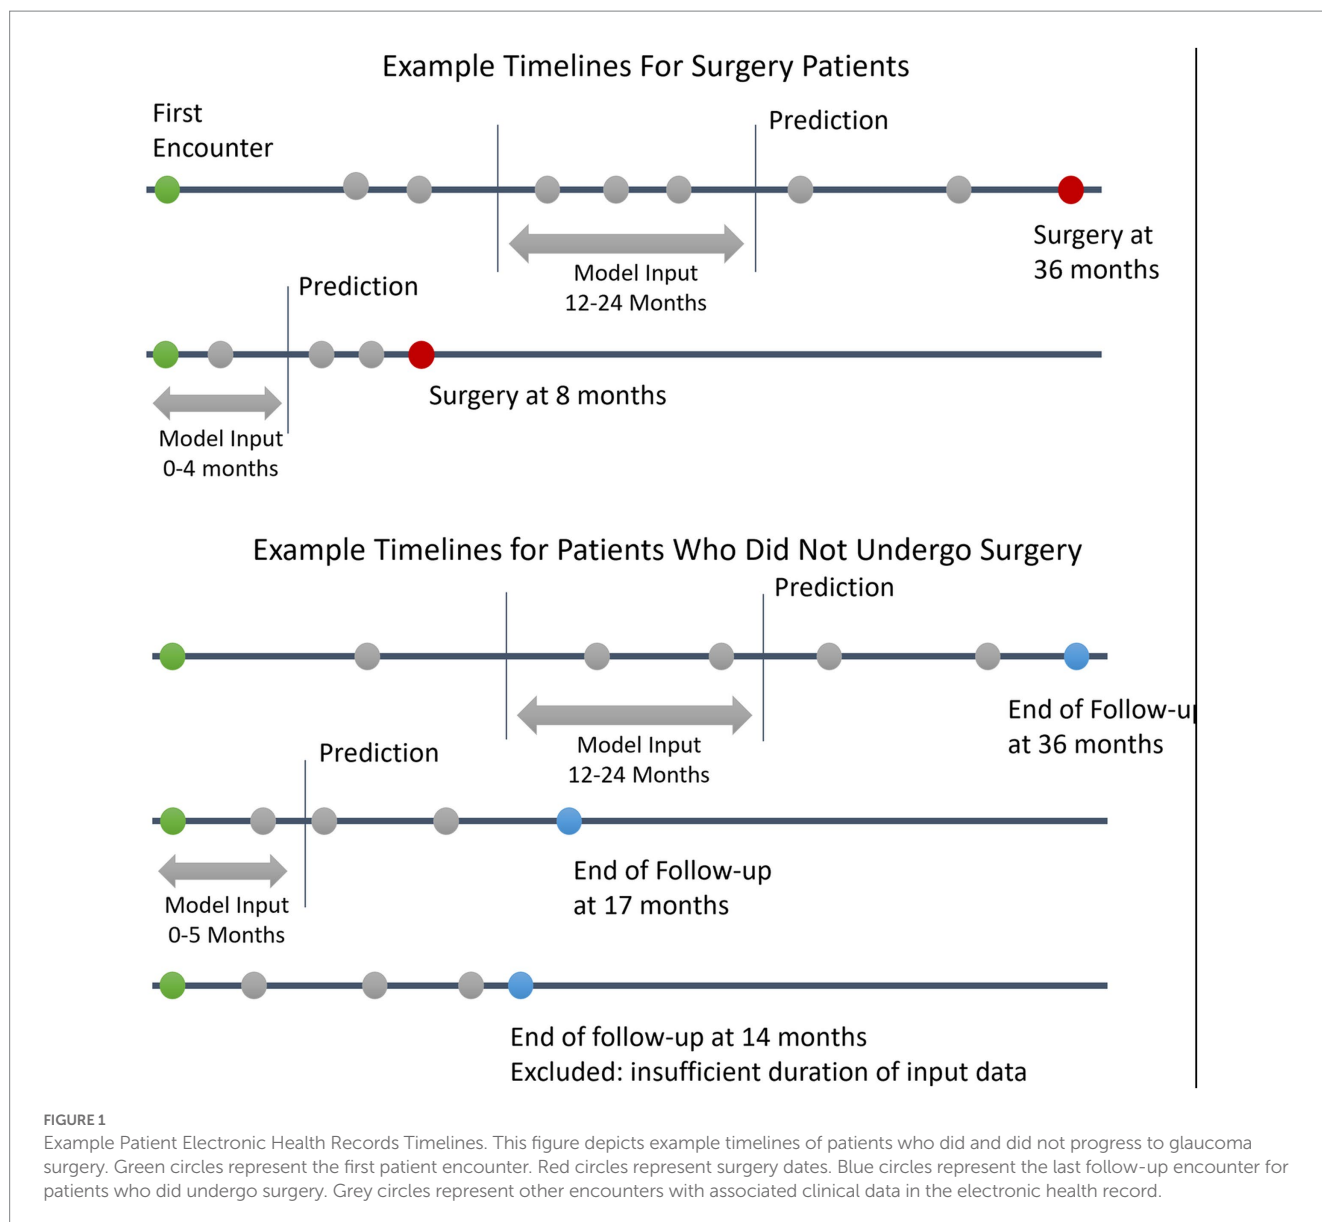 Example Timelines For Surgery Patients
First
Encounter
Prediction
Surgery at
36 months
Model Input
12-24 Months
Prediction
Surgery at 8 months
Model Input
0-4 months
Example Timelines for Patients Who Did Not Undergo Surgery
Prediction
End of Follow-up
at 36 months
Model Input
12-24 Months
Prediction
End of Follow-up
at 17 months
Model Input
0-5 Months
End of follow-up at 14 months
Excluded: insufficient duration of input data
FIGURE 1
Example Patient Electronic Health Records Timelines. This figure depicts example timelines of patients who did and did not progress to glaucoma
surgery. Green circles represent the first patient encounter. Red circles represent surgery dates. Blue circles represent the last follow-up encounter for
patients who did undergo surgery. Grey circles represent other encounters with associated clinical data in the electronic health record.